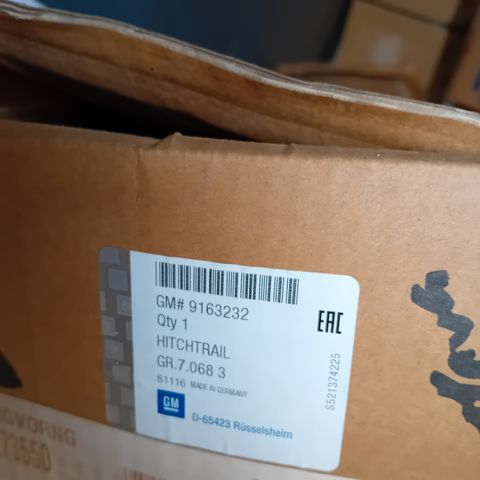 GM# 9163232
Qty 1
HITCHTRAIL
GR.7.068 3
S1116 MADE IN GERMANY
GM
D-65423 Rüsselsheim
EAC
S521374225